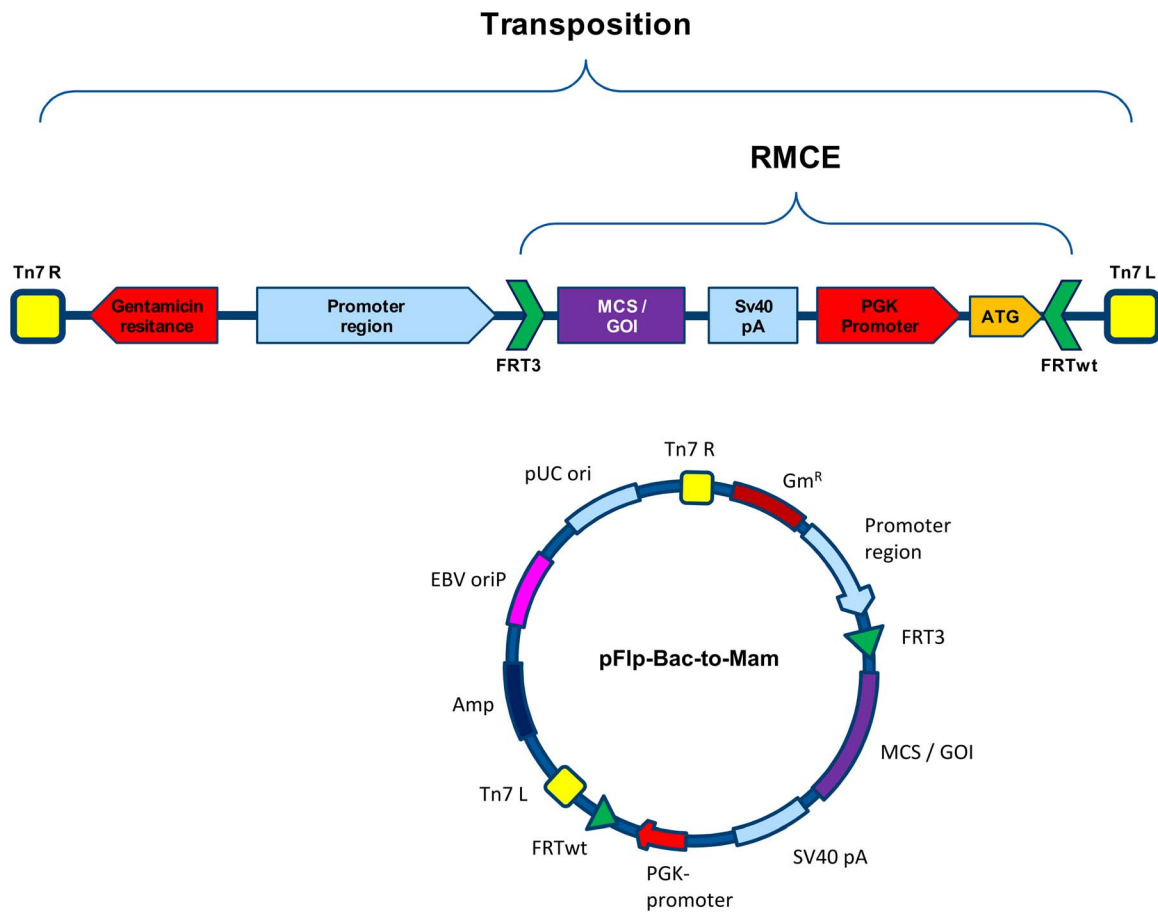 Transposition
RMCE
Tn7 R
Tn7 L
Gentamicin
resitance
Promoter
region
MCS /
GOI
Sv40
pA
PGK
Promoter
ATG
FRT3
FRTwt
Tn7 R
pUC ori
Gm^R
Promoter
region
EBV oriP
FRT3
pFlp-Bac-to-Mam
Amp
MCS / GOI
Tn7 L
FRTwt
SV40 pA
PGK-
promoter